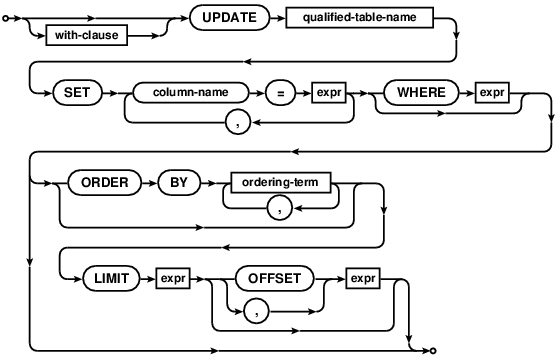 UPDATE qualified-table-name
with-clause
SET column-name = expr WHERE expr
,
ORDER BY ordering-term
,
LIMIT expr OFFSET expr
,